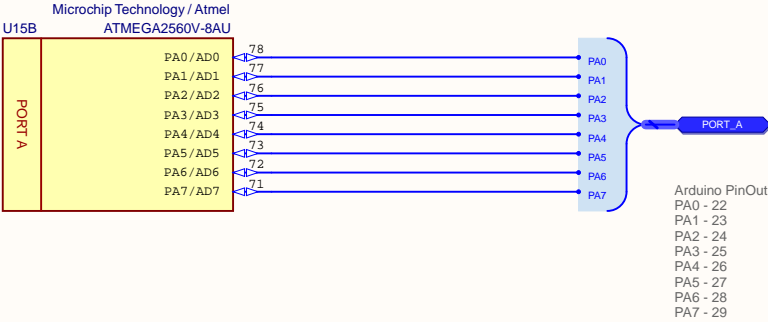 Microchip Technology / Atmel
U15B ATMEGA2560V-8AU
PORT A
PA0/AD0 78 PA0
PA1/AD1 77 PA1
PA2/AD2 76 PA2
PA3/AD3 75 PA3
PA4/AD4 74 PA4
PA5/AD5 73 PA5
PA6/AD6 72 PA6
PA7/AD7 71 PA7
PORT_A
Arduino PinOut
PA0 - 22
PA1 - 23
PA2 - 24
PA3 - 25
PA4 - 26
PA5 - 27
PA6 - 28
PA7 - 29